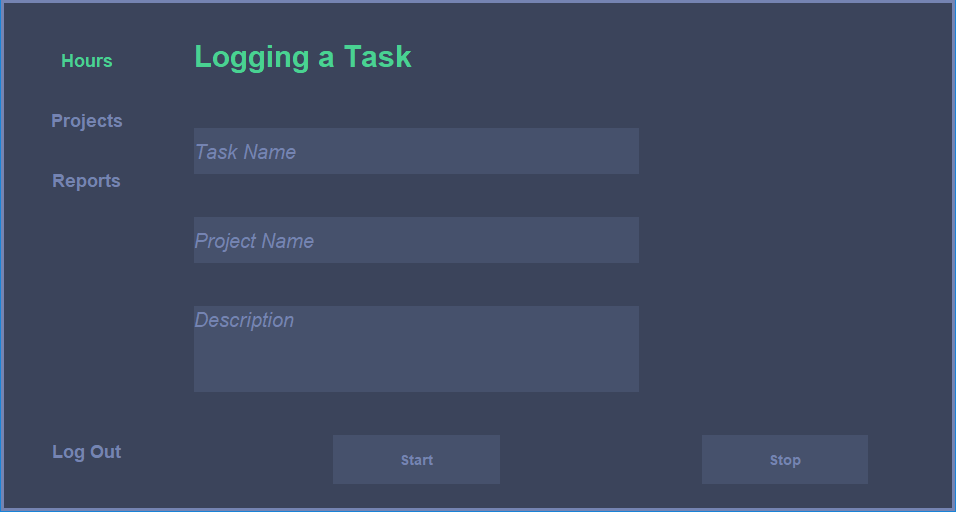 Hours
Projects
Reports
Log Out
Logging a Task
Task Name
Project Name
Description
Start
Stop